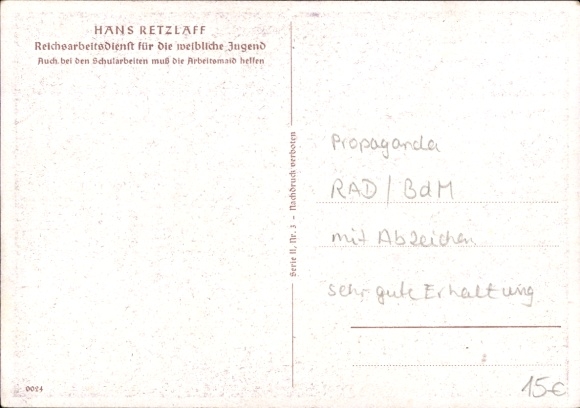 HANS RETZLAFF
Reichsarbeitsdienst für die weibliche Jugend
Auch bei den Schularbeiten muß die Arbeitsmaid helfen
Serie II, Nr. 3 - Nachdruck verboten
Propaganda
RAD / BdM
mit Abzeichen
sehr gute Erhaltung
0024
15€